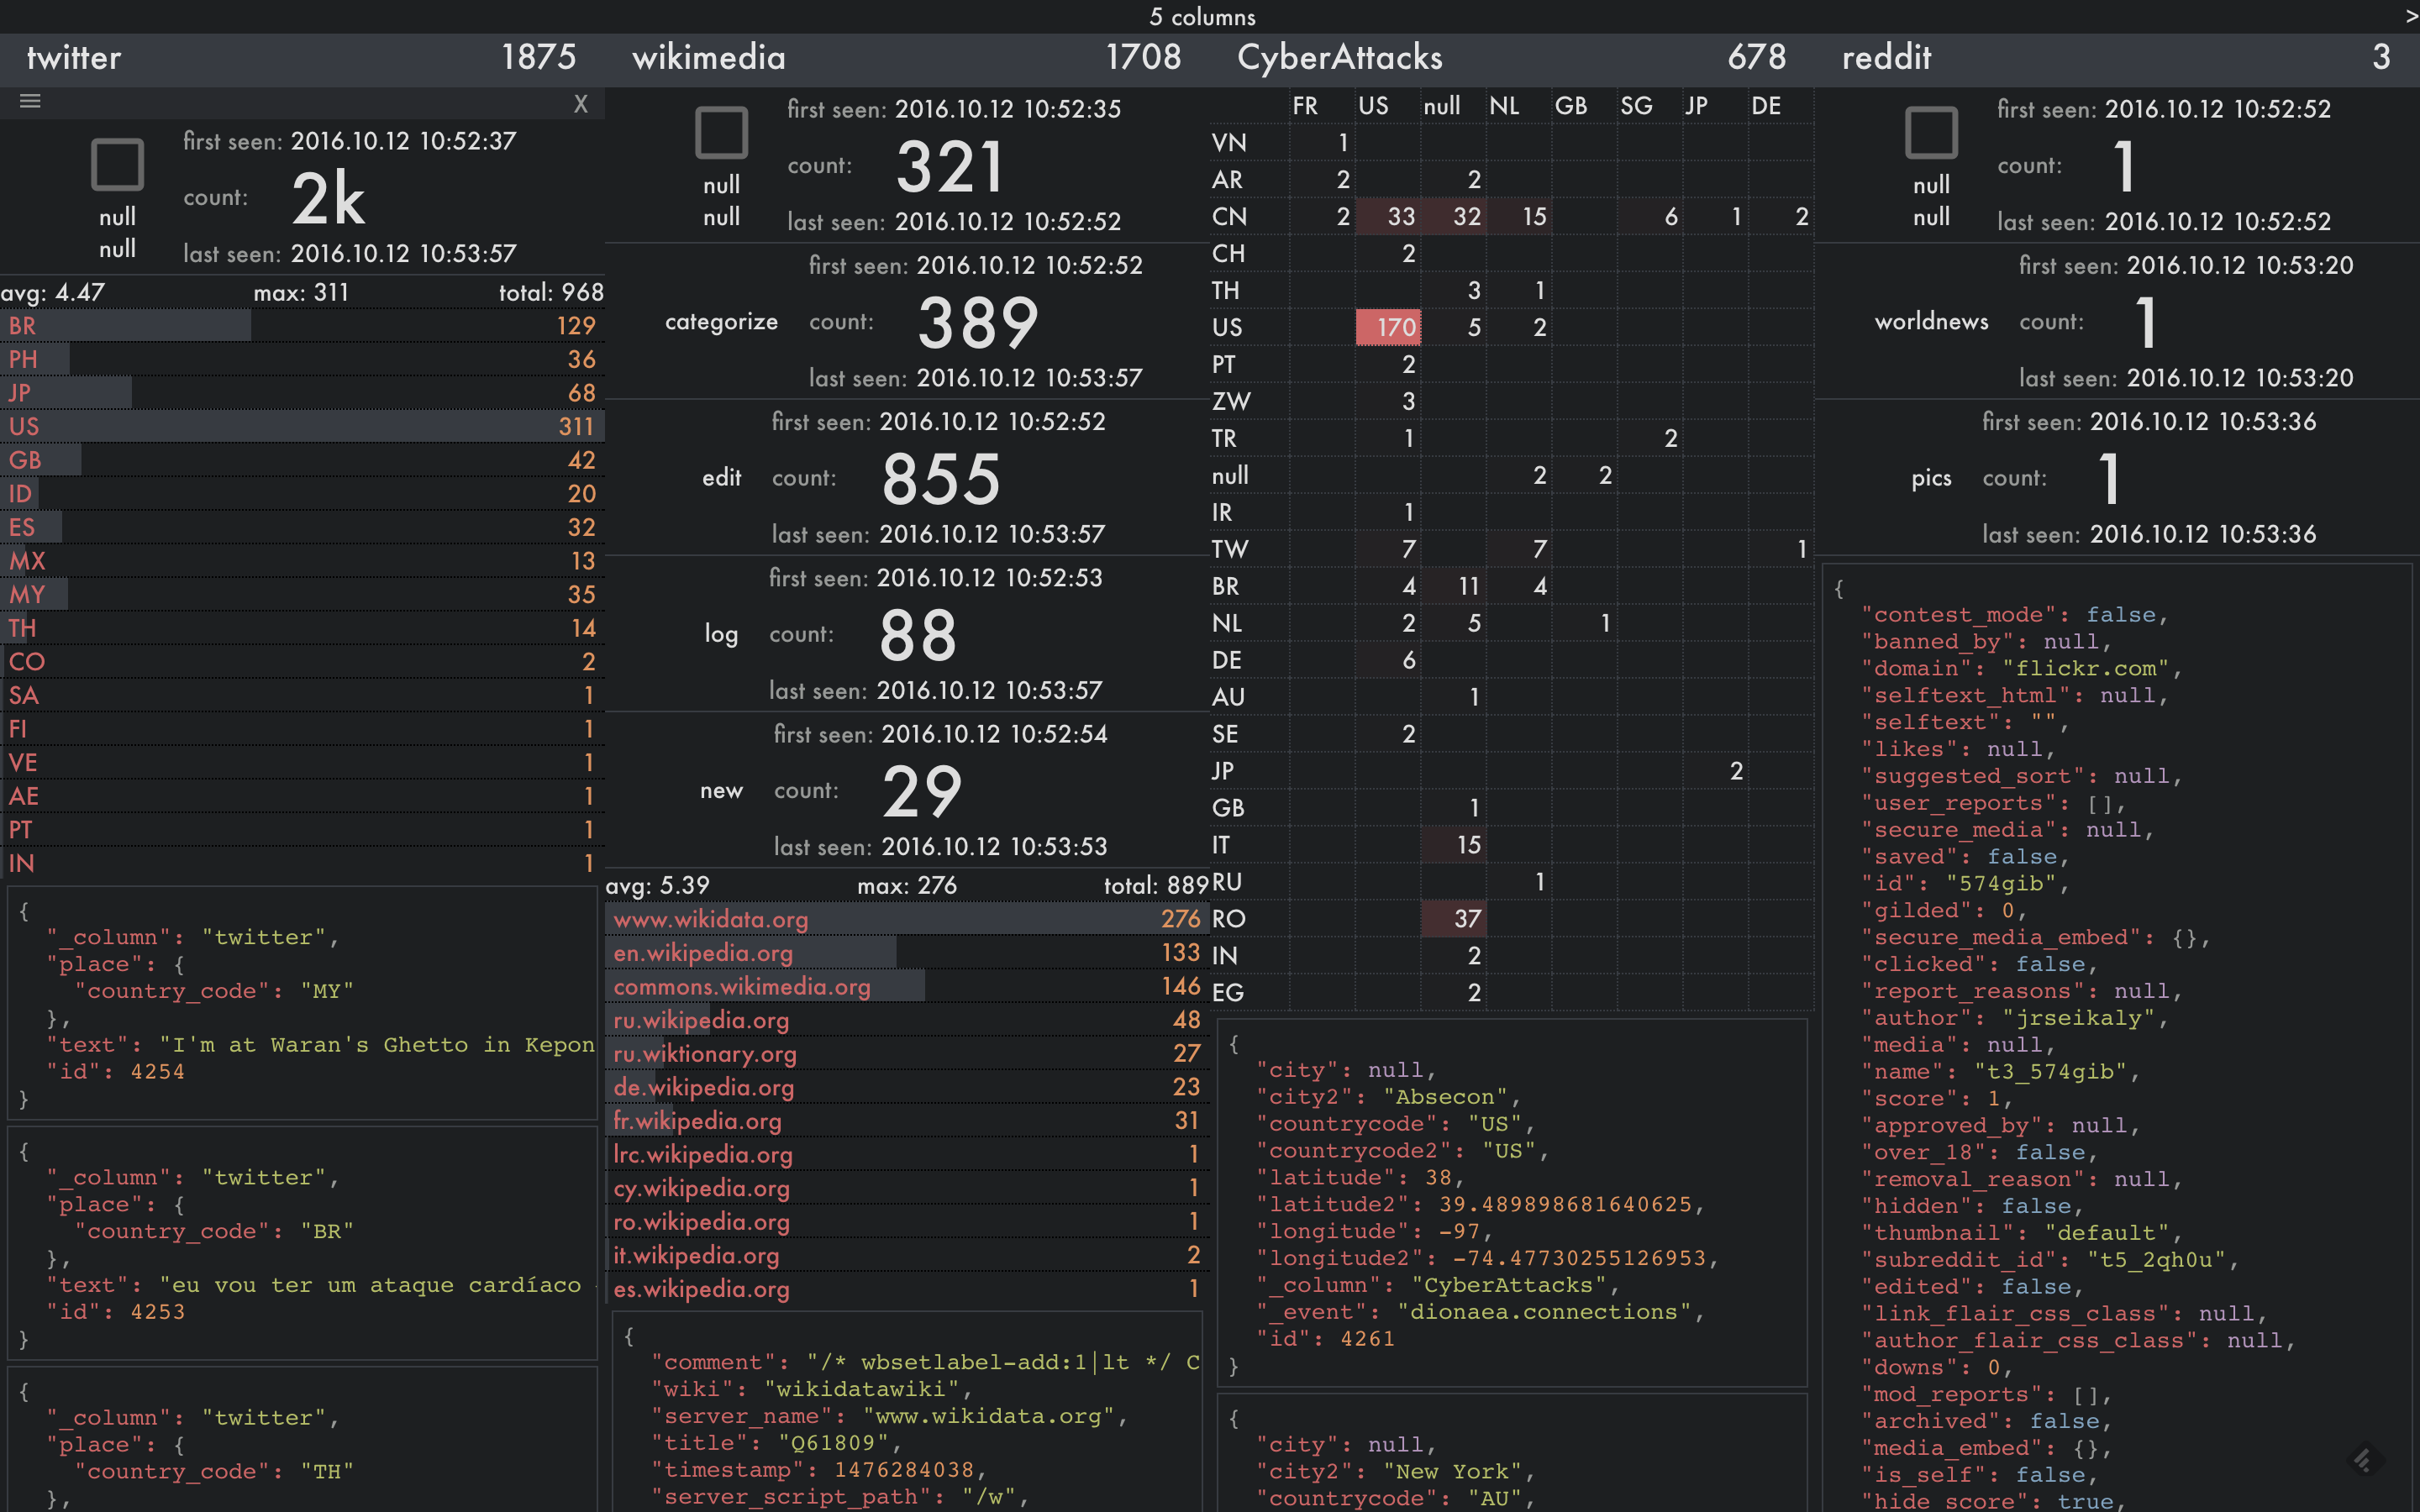 5 columns
>
twitter 1875
X
first seen: 2016.10.12 10:52:37
count: 2k
null
null
last seen: 2016.10.12 10:53:57
avg: 4.47 max: 311 total: 968
BR 129
PH 36
JP 68
US 311
GB 42
ID 20
ES 32
MX 13
MY 35
TH 14
CO 2
SA 1
FI 1
VE 1
AE 1
PT 1
IN 1
{
"_column": "twitter",
"place": {
"country_code": "MY"
},
"text": "I'm at Waran's Ghetto in Kepon
"id": 4254
}
{
"_column": "twitter",
"place": {
"country_code": "BR"
},
"text": "eu vou ter um ataque cardíaco
"id": 4253
}
{
"_column": "twitter",
"place": {
"country_code": "TH"
},
wikimedia 1708
first seen: 2016.10.12 10:52:35
count: 321
null
null
last seen: 2016.10.12 10:52:52
first seen: 2016.10.12 10:52:52
categorize count: 389
last seen: 2016.10.12 10:53:57
first seen: 2016.10.12 10:52:52
edit count: 855
last seen: 2016.10.12 10:53:57
first seen: 2016.10.12 10:52:53
log count: 88
last seen: 2016.10.12 10:53:57
first seen: 2016.10.12 10:52:54
new count: 29
last seen: 2016.10.12 10:53:53
avg: 5.39 max: 276 total: 889
www.wikidata.org 276
en.wikipedia.org 133
commons.wikimedia.org 146
ru.wikipedia.org 48
ru.wiktionary.org 27
de.wikipedia.org 23
fr.wikipedia.org 31
lrc.wikipedia.org 1
cy.wikipedia.org 1
ro.wikipedia.org 1
it.wikipedia.org 2
es.wikipedia.org 1
{
"comment": "/* wbsetlabel-add:1|lt */ C
"wiki": "wikidatawiki",
"server_name": "www.wikidata.org",
"title": "Q61809",
"timestamp": 1476284038,
"server_script_path": "/w",
CyberAttacks 678
FR US null NL GB SG JP DE
VN 1
AR 2 2
CN 2 33 32 15 6 1 2
CH 2
TH 3 1
US 170 5 2
PT 2
ZW 3
TR 1 2
null 2 2
IR 1
TW 7 7 1
BR 4 11 4
NL 2 5 1
DE 6
AU 1
SE 2
JP 2
GB 1
IT 15
RU 1
RO 37
IN 2
EG 2
{
"city": null,
"city2": "Absecon",
"countrycode": "US",
"countrycode2": "US",
"latitude": 38,
"latitude2": 39.489898681640625,
"longitude": -97,
"longitude2": -74.47730255126953,
"_column": "CyberAttacks",
"_event": "dionaea.connections",
"id": 4261
}
{
"city": null,
"city2": "New York",
"countrycode": "AU",
reddit 3
first seen: 2016.10.12 10:52:52
count: 1
null
null
last seen: 2016.10.12 10:52:52
first seen: 2016.10.12 10:53:20
worldnews count: 1
last seen: 2016.10.12 10:53:20
first seen: 2016.10.12 10:53:36
pics count: 1
last seen: 2016.10.12 10:53:36
{
"contest_mode": false,
"banned_by": null,
"domain": "flickr.com",
"selftext_html": null,
"selftext": "",
"likes": null,
"suggested_sort": null,
"user_reports": [],
"secure_media": null,
"saved": false,
"id": "574gib",
"gilded": 0,
"secure_media_embed": {},
"clicked": false,
"report_reasons": null,
"author": "jrseikaly",
"media": null,
"name": "t3_574gib",
"score": 1,
"approved_by": null,
"over_18": false,
"removal_reason": null,
"hidden": false,
"thumbnail": "default",
"subreddit_id": "t5_2qh0u",
"edited": false,
"link_flair_css_class": null,
"author_flair_css_class": null,
"downs": 0,
"mod_reports": [],
"archived": false,
"media_embed": {},
"is_self": false,
"hide_score": true,